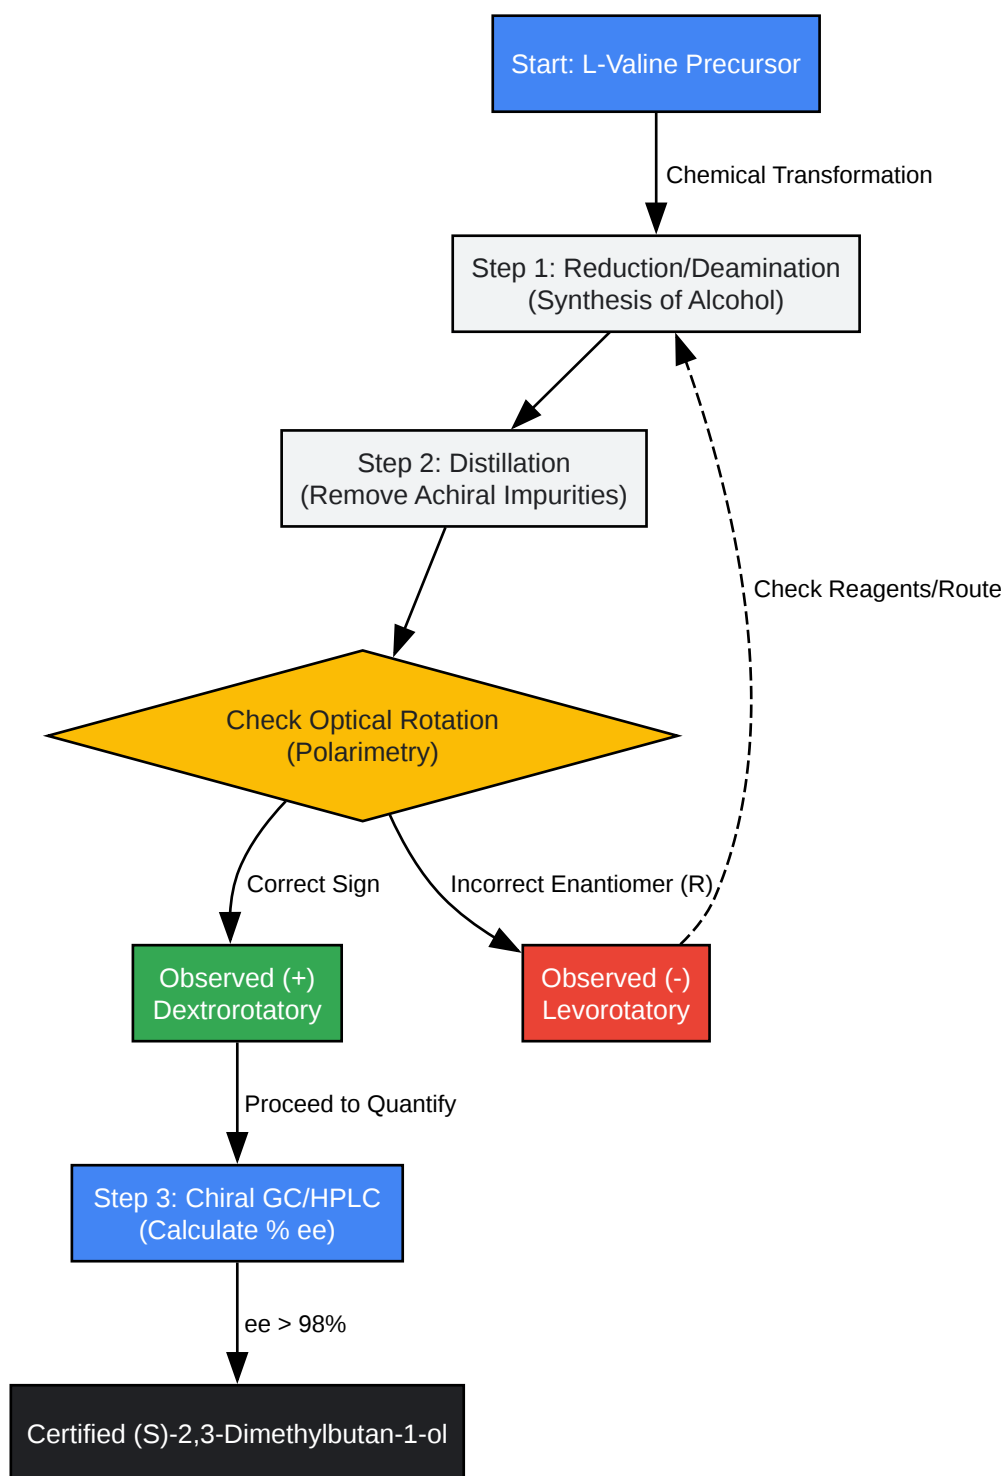 Start: L-Valine Precursor
Chemical Transformation
Step 1: Reduction/Deamination
(Synthesis of Alcohol)
Step 2: Distillation
(Remove Achiral Impurities)
Check Reagents/Route
Check Optical Rotation
(Polarimetry)
Correct Sign
Incorrect Enantiomer (R)
Observed (+)
Dextrorotatory
Observed (-)
Levorotatory
Proceed to Quantify
Step 3: Chiral GC/HPLC
(Calculate % ee)
ee > 98%
Certified (S)-2,3-Dimethylbutan-1-ol